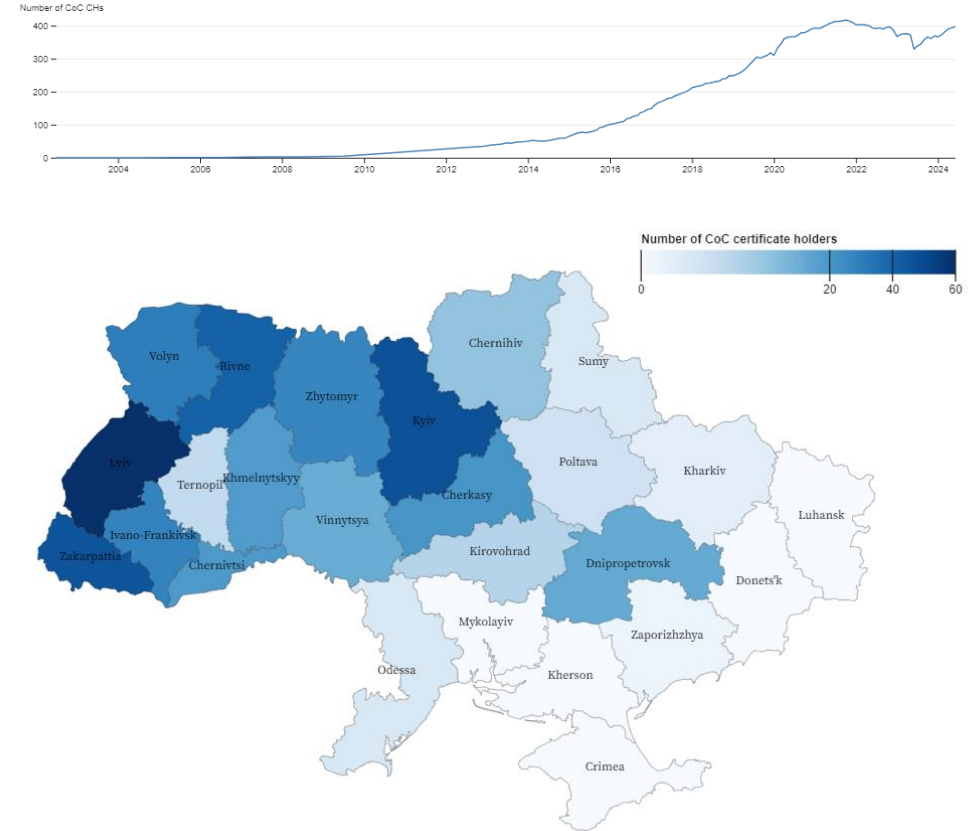 Number of CoC CHs
400
300
200
100
0
2004 2006 2008 2010 2012 2014 2016 2018 2020 2022 2024
Number of CoC certificate holders
0 20 40 60
Chernihiv
Volyn
Sumy
Rivne
Zhytomyr
Kyiv
Lviv
Poltava
Kharkiv
Ternopil'
Khmelnytskyy
Cherkasy
Luhansk
Vinnytsya
Ivano-Frankivsk
Kirovohrad
Zakarpattia
Chernivtsi
Dnipropetrovsk
Donets'k
Mykolayiv
Zaporizhzhya
Odessa
Kherson
Crimea